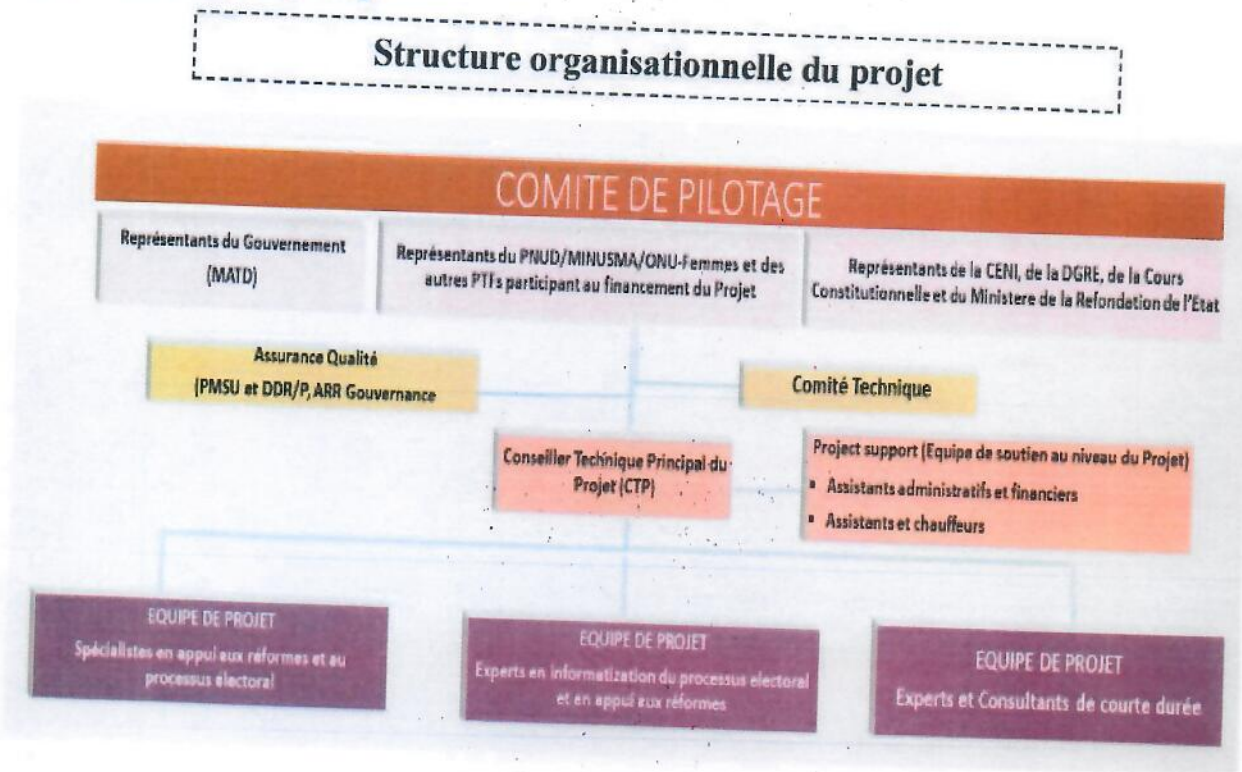 Structure organisationnelle du projet
COMITE DE PILOTAGE
Représentants du Gouvernement
(MATD)
Représentants du PNUD/MINUSMA/ONU-Femmes et des
autres PTFs participant au financement du Projet
Représentants de la CENI, de la DGRE, de la Cours
Constitutionnelle et du Ministere de la Refondation de l'Etat
Assurance Qualité
(PMSU et DDR/P, ARR Gouvernance
Comité Technique
Conseiller Technique Principal du
Projet (CTP)
Project support (Equipe de soutien au niveau du Projet)
▪ Assistants administratifs et financiers
▪ Assistants et chauffeurs
EQUIPE DE PROJET
Spécialistes en appui aux réformes et au
processus electoral
EQUIPE DE PROJET
Experts en informatization du processus electoral
et en appui aux réformes
EQUIPE DE PROJET
Experts et Consultants de courte durée